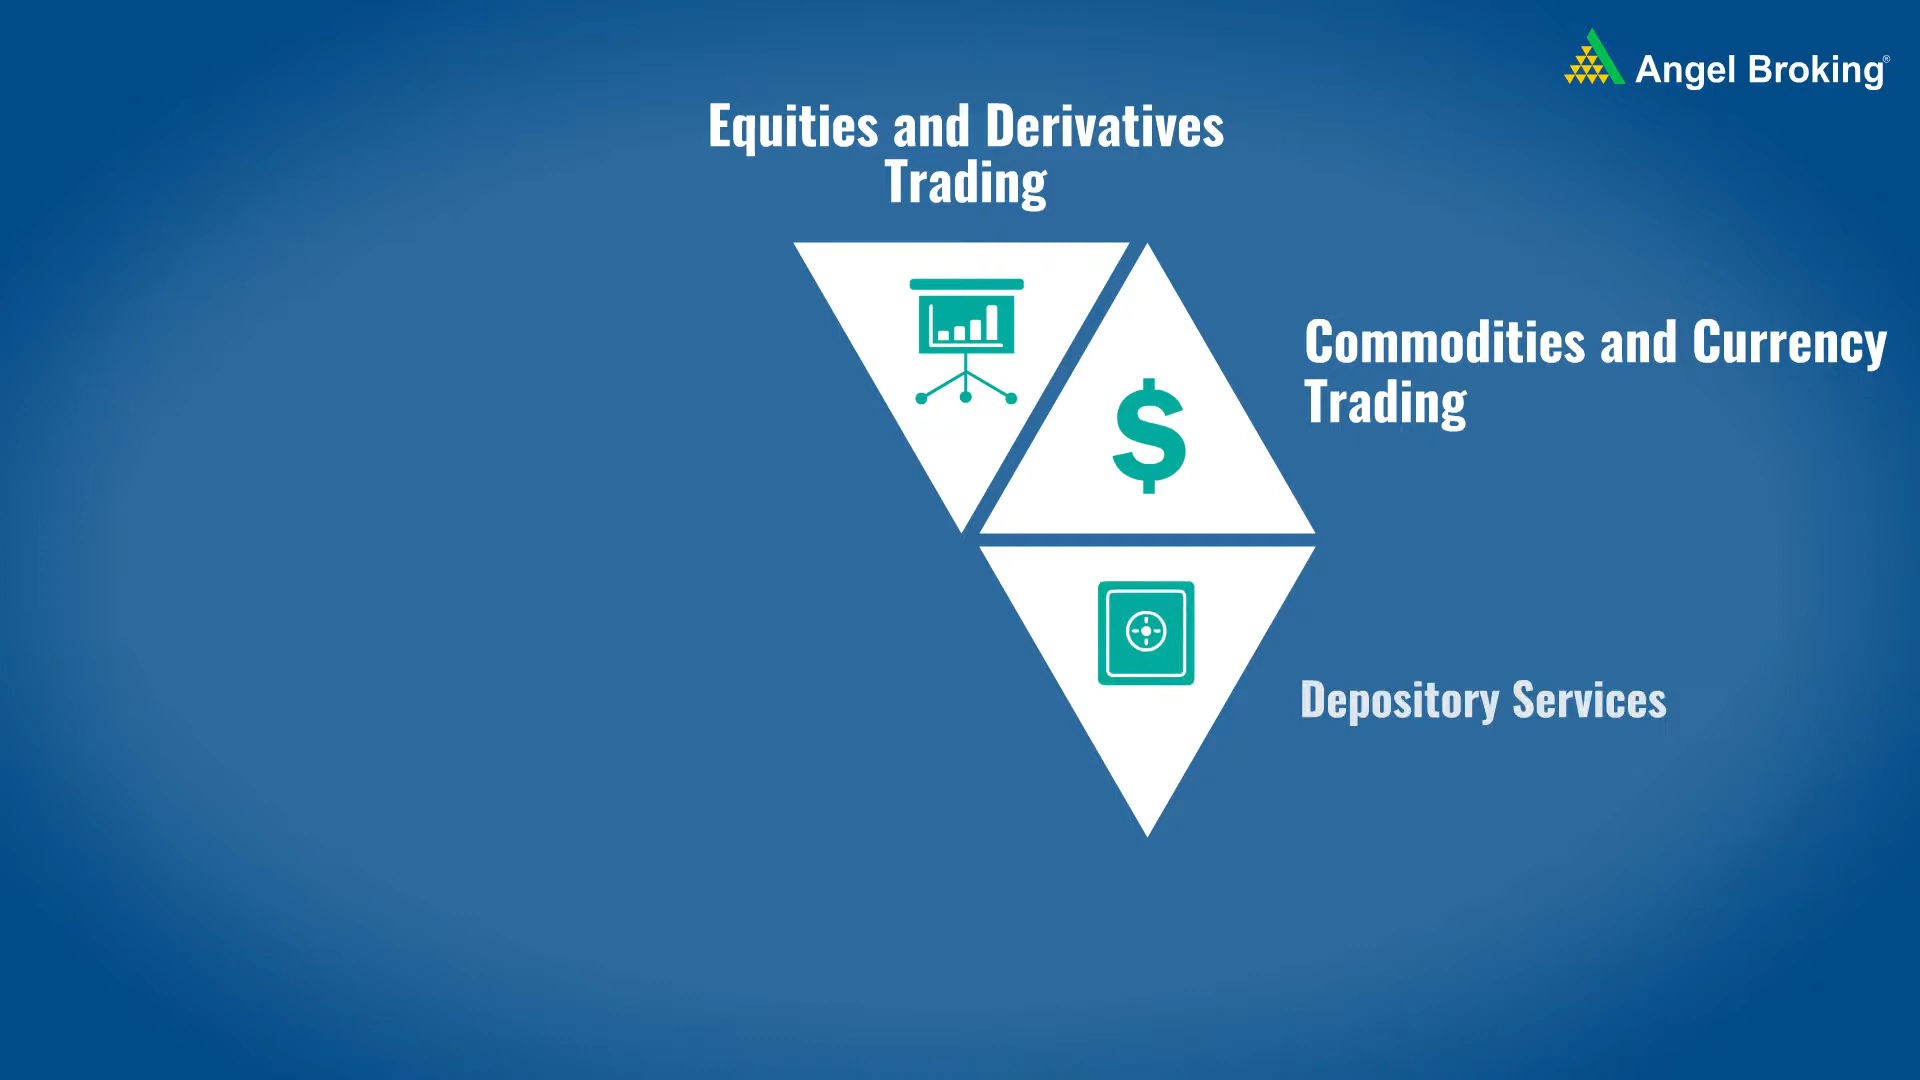 Angel Broking®
Equities and Derivatives
Trading
Commodities and Currency
Trading
$
Depository Services